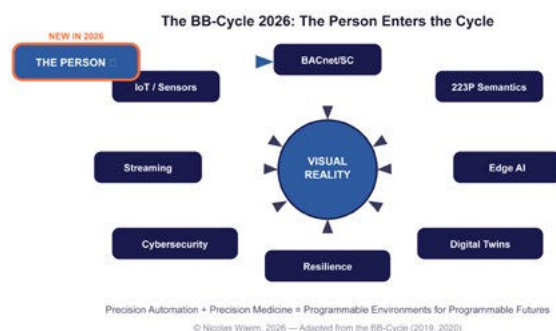 The BB-Cycle 2026: The Person Enters the Cycle
NEW IN 2026
THE PERSON
BACnet/SC
IoT / Sensors
223P Semantics
Streaming
VISUAL
REALITY
Edge AI
Cybersecurity
Digital Twins
Resilience
Precision Automation + Precision Medicine = Programmable Environments for Programmable Futures
© Nicolas Waern, 2026 — Adapted from the BB-Cycle (2019, 2020)